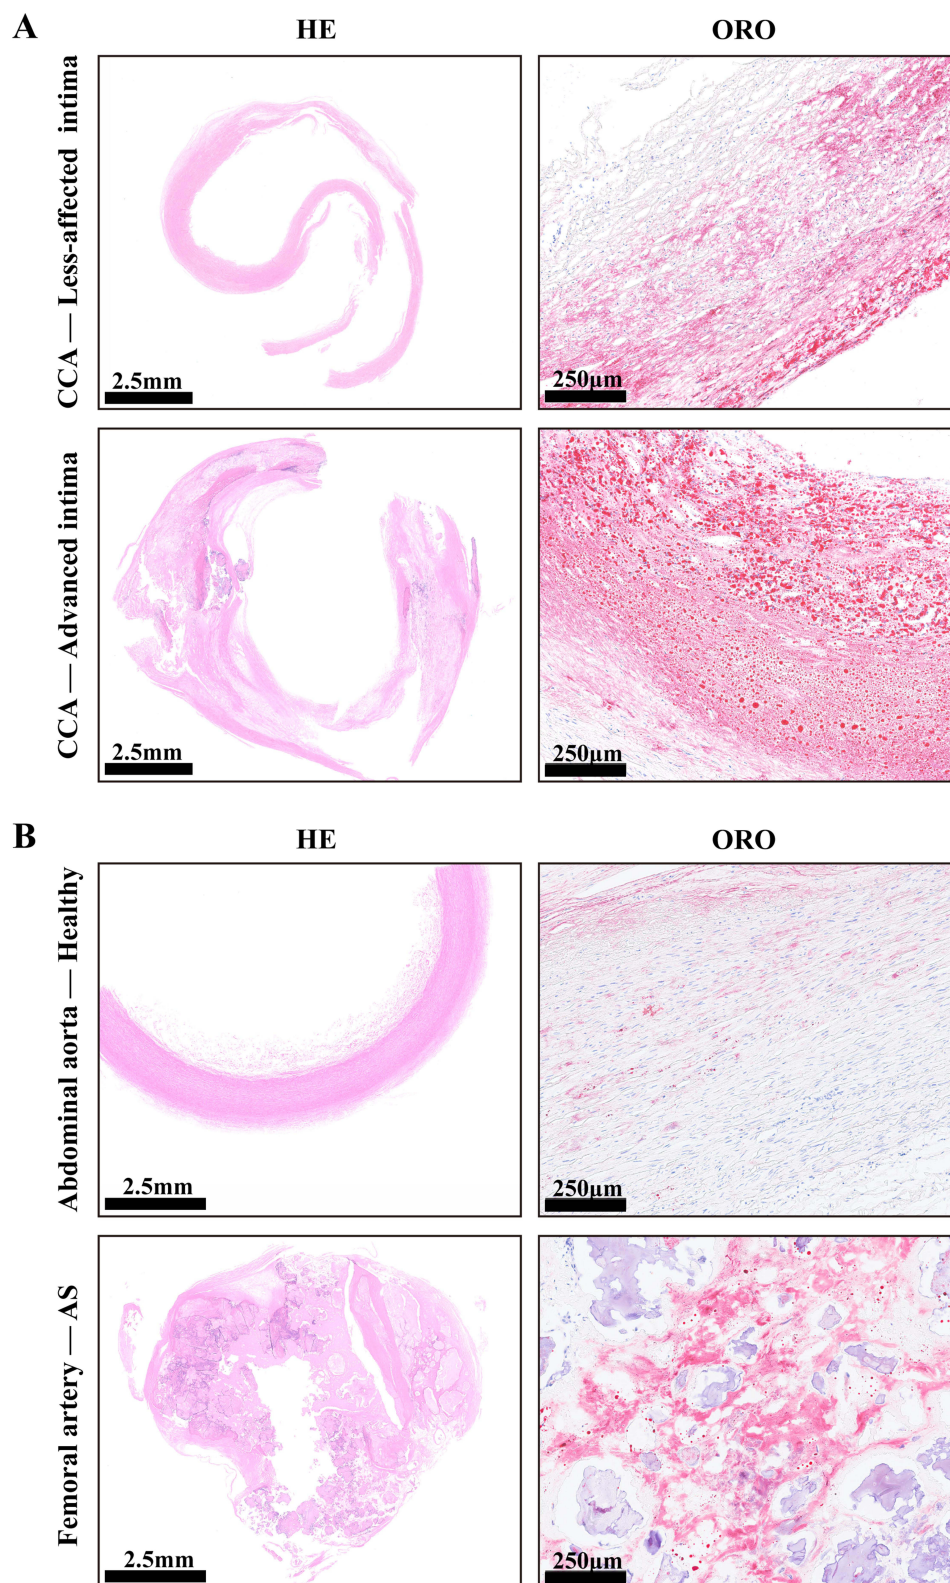 A
HE
ORO
CCA — Less-affected intima
2.5mm
250μm
CCA — Advanced intima
2.5mm
250μm
B
HE
ORO
Abdominal aorta — Healthy
2.5mm
250μm
Femoral artery — AS
2.5mm
250μm